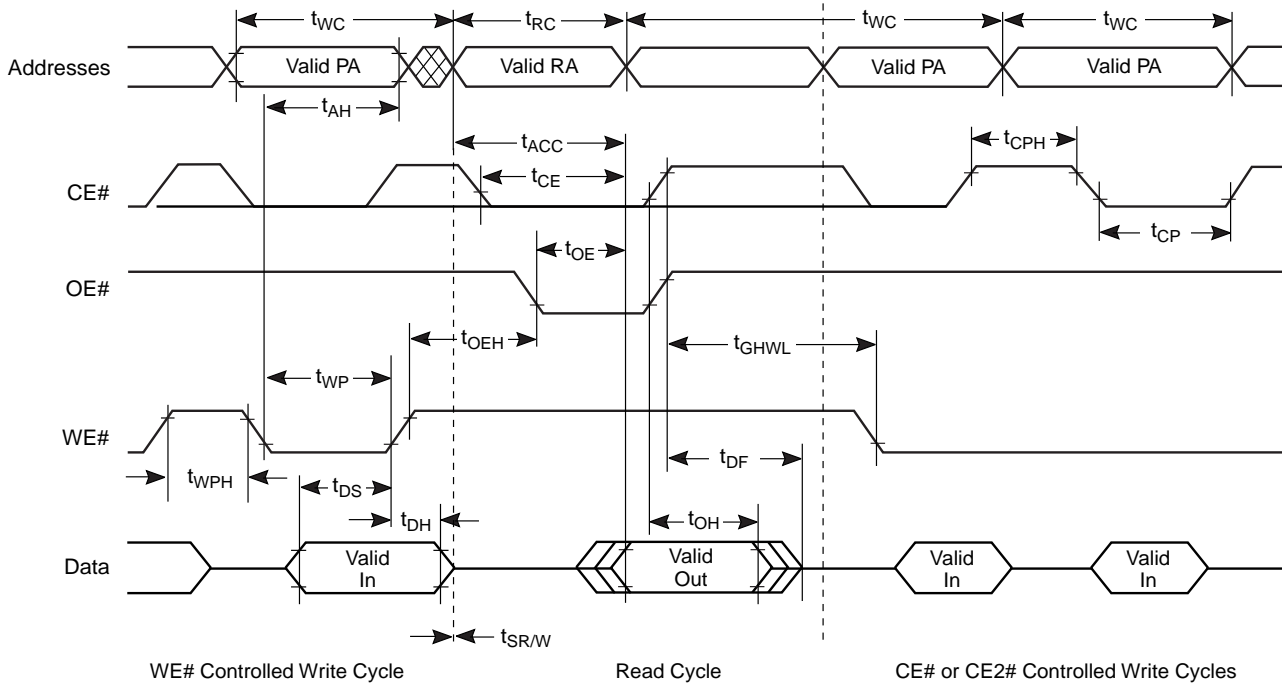 tWC tRC tWC tWC
Addresses Valid PA Valid RA Valid PA Valid PA
tAH
tACC
tCPH
CE# tCE
tCP
tOE
OE#
tOEH
tGHWL
tWP
WE#
tDF
tWPH
tDS
tDH
tOH
Data Valid In Valid Out Valid In Valid In
tSR/W
WE# Controlled Write Cycle Read Cycle CE# or CE2# Controlled Write Cycles